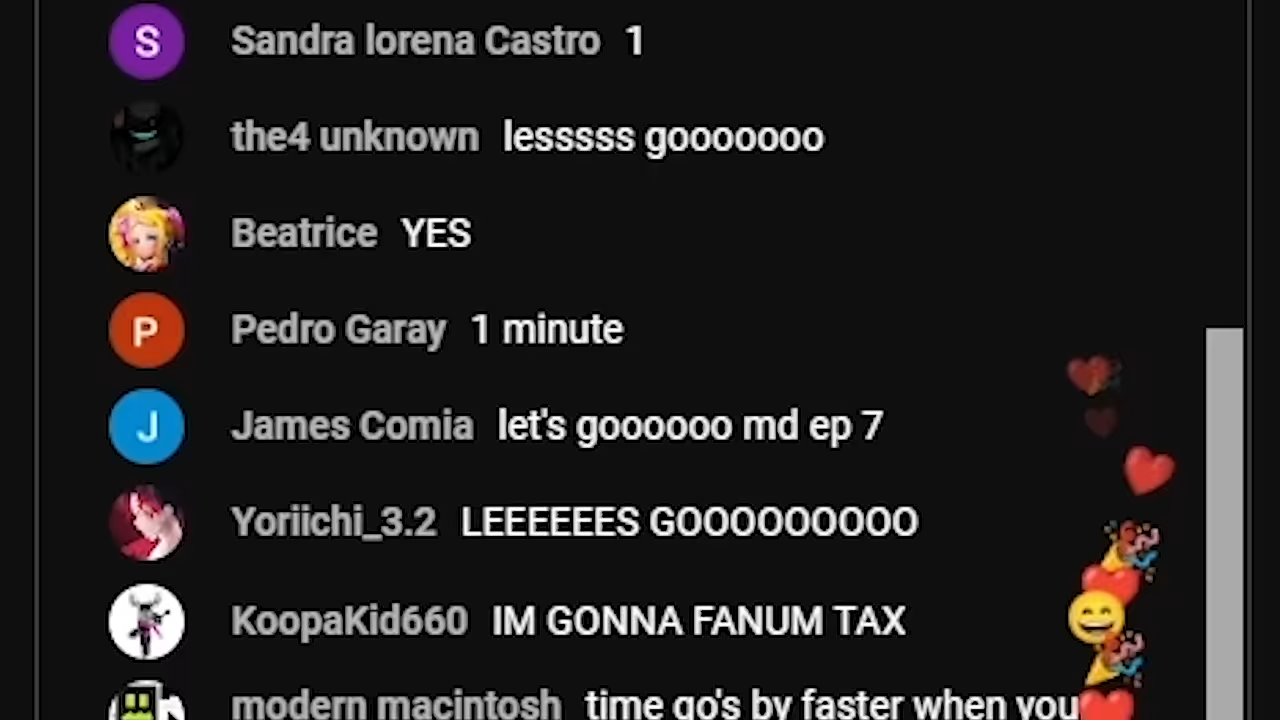 S Sandra lorena Castro 1
the4 unknown lesssss gooooooo
Beatrice YES
P Pedro Garay 1 minute
J James Comia let's goooooo md ep 7
Yoriichi_3.2 LEEEEEES GOOOOOOOOO
KoopaKid660 IM GONNA FANUM TAX
modern macintosh time go's by faster when you